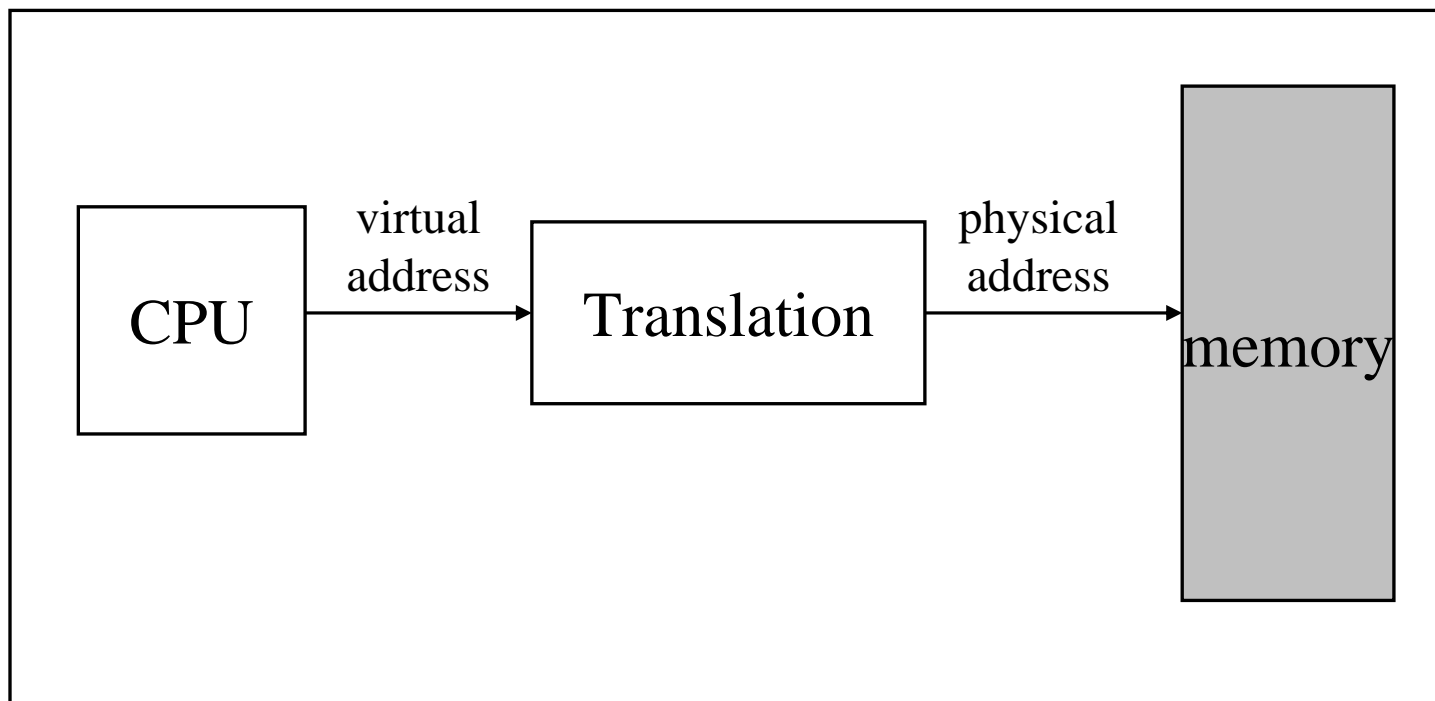 CPU
virtual
address
Translation
physical
address
memory